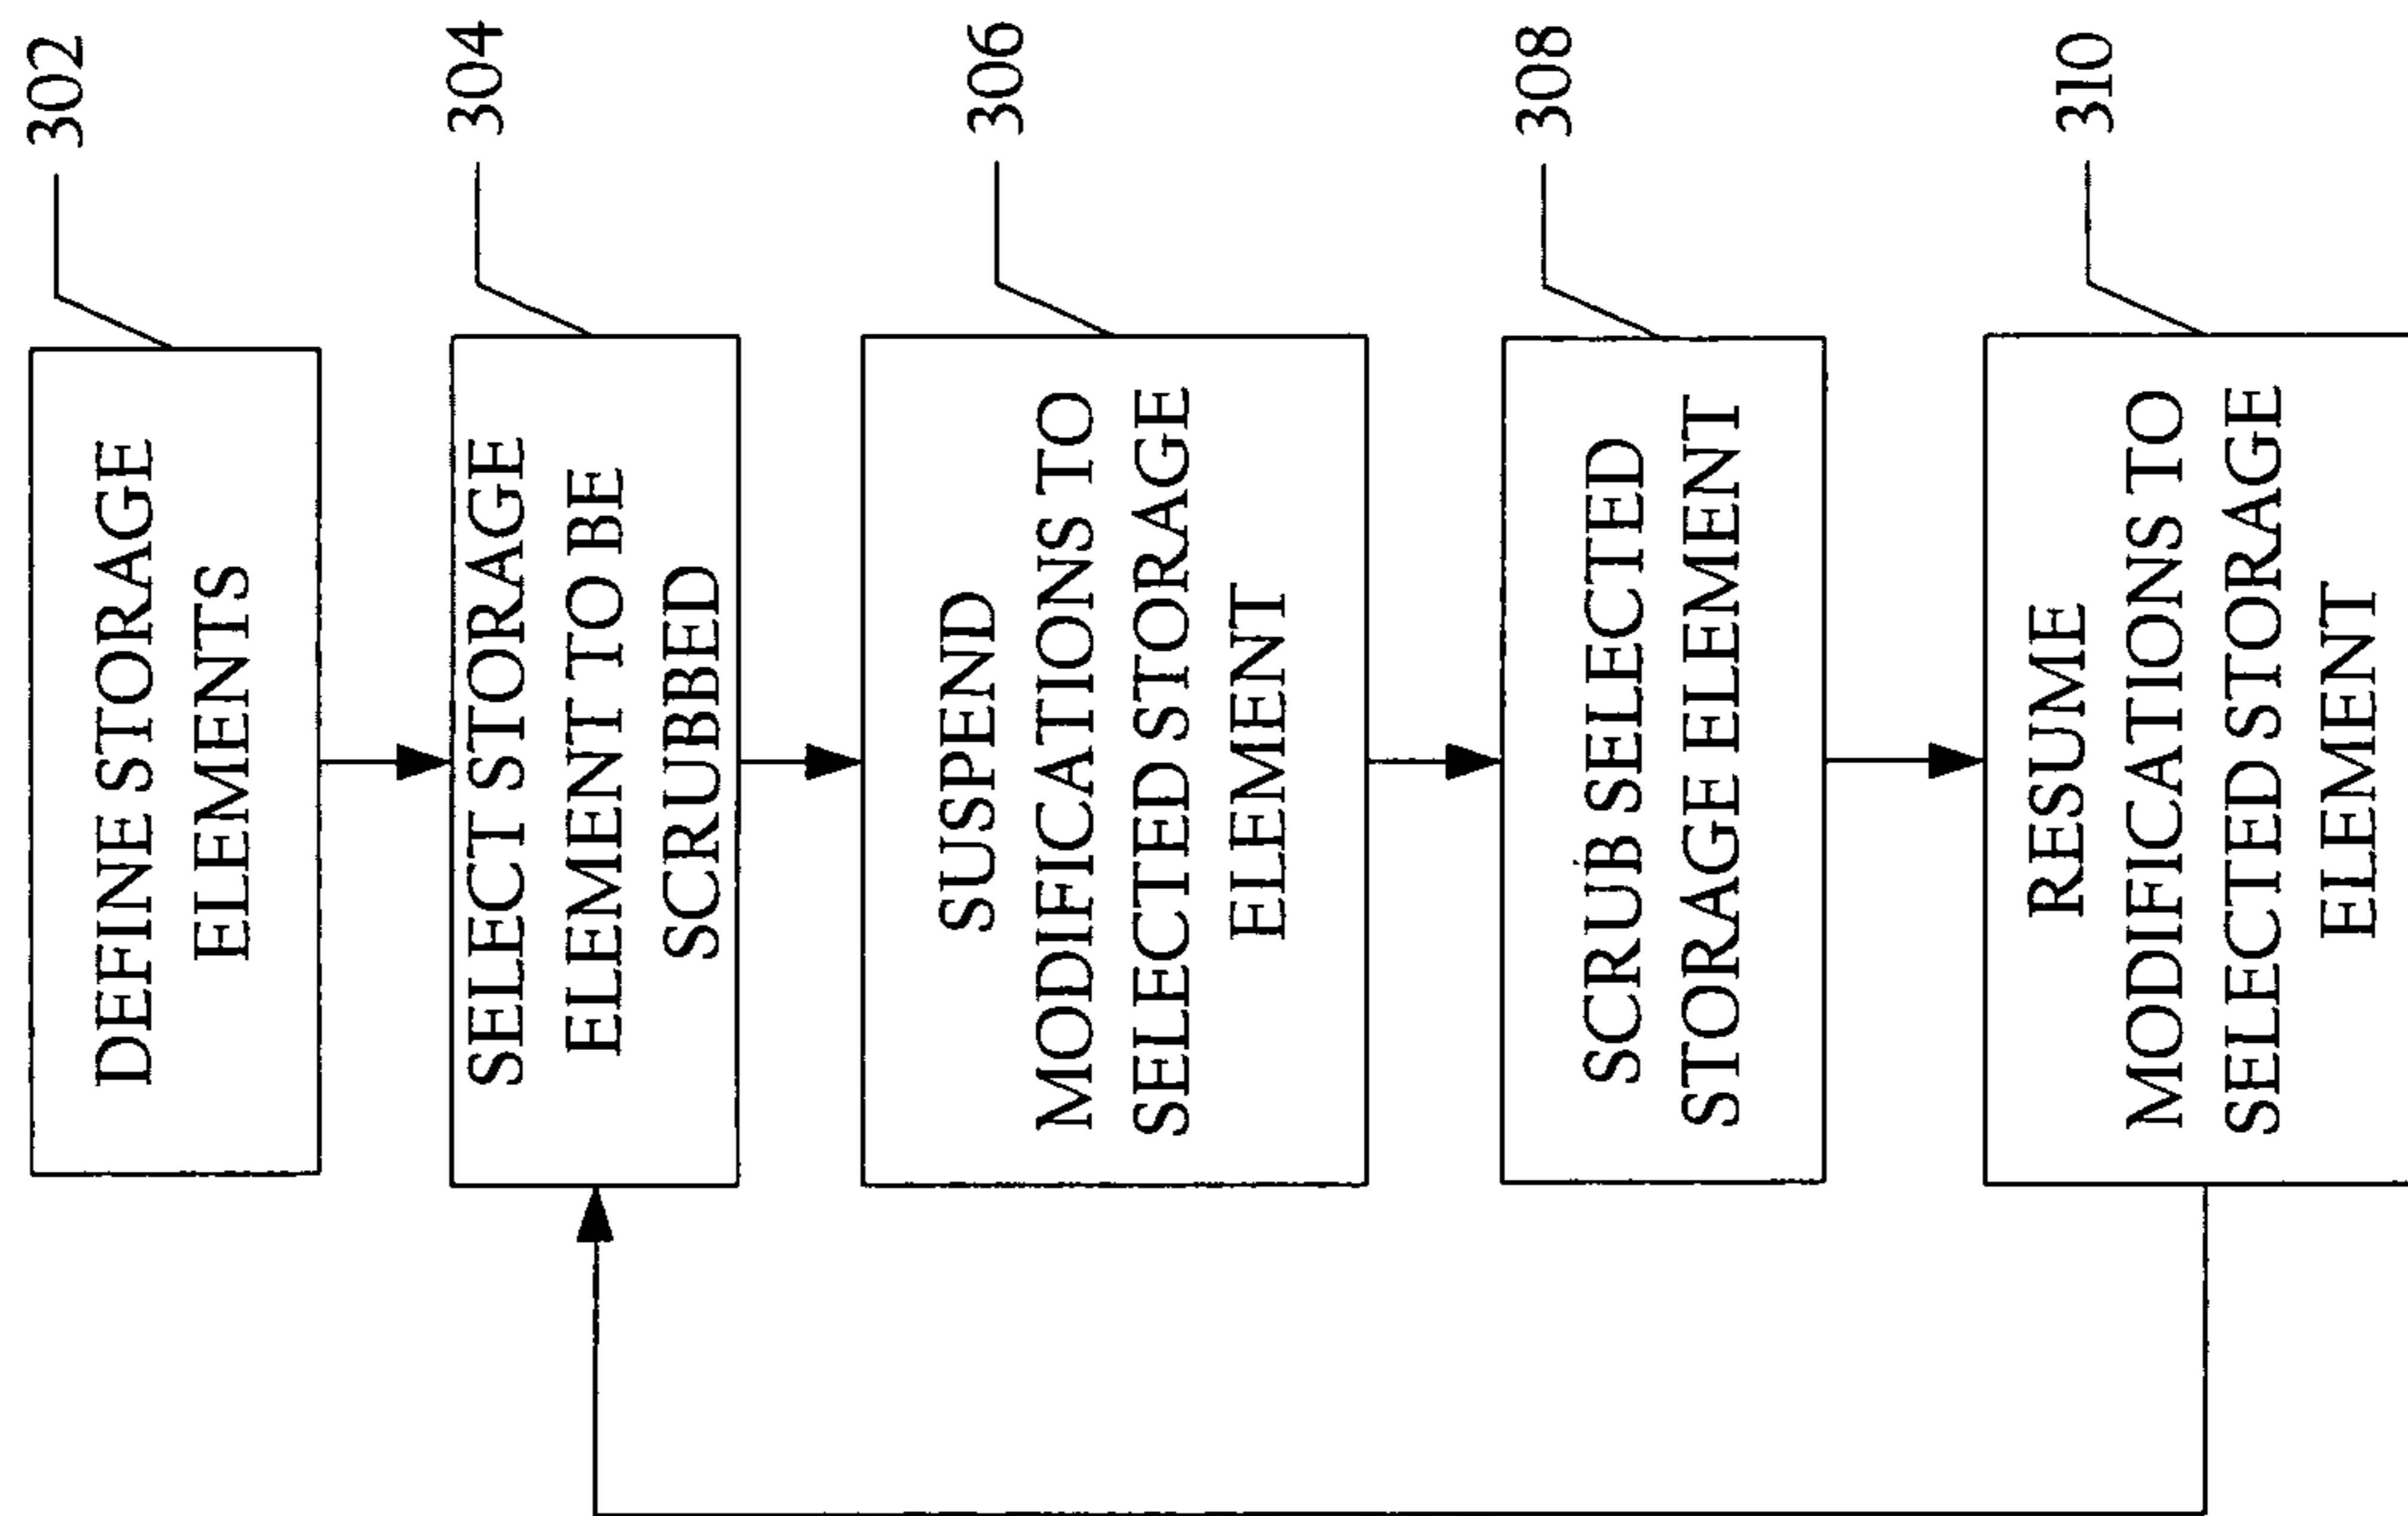 DEFINE STORAGE
ELEMENTS
302
SELECT STORAGE
ELEMENT TO BE
SCRUBBED
304
SUSPEND
MODIFICATIONS TO
SELECTED STORAGE
ELEMENT
306
SCRUB SELECTED
STORAGE ELEMENT
308
RESUME
MODIFICATIONS TO
SELECTED STORAGE
ELEMENT
310